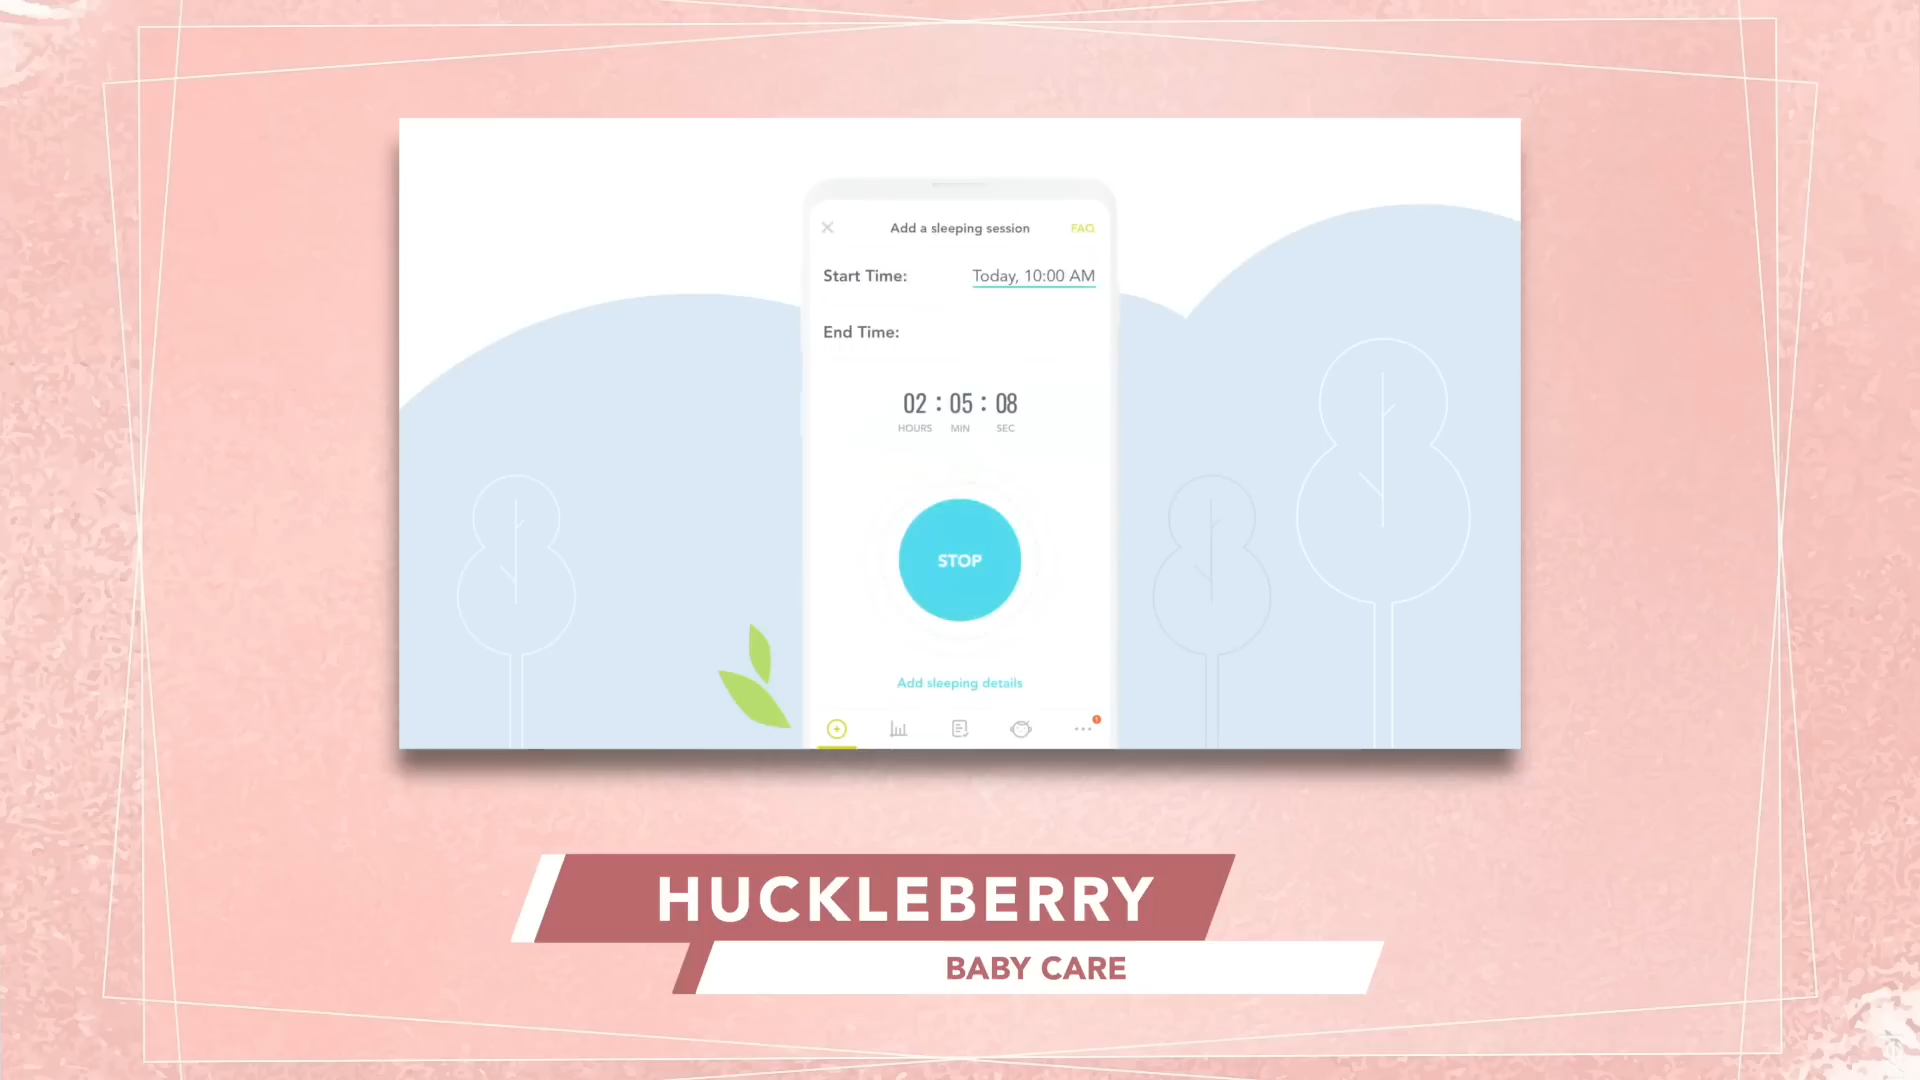 Add a sleeping session FAQ
Start Time: Today, 10:00 AM
End Time:
02 : 05 : 08
HOURS MIN SEC
STOP
Add sleeping details
HUCKLEBERRY
BABY CARE